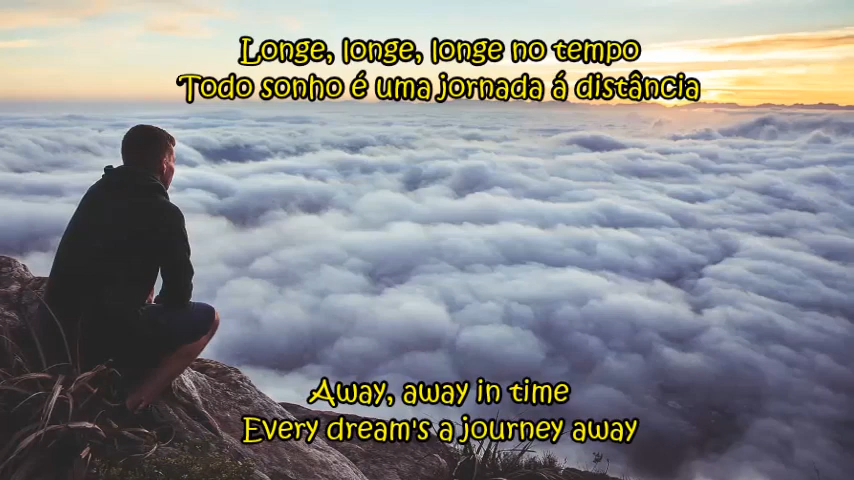 Longe, longe, longe no tempo
Todo sonho é uma jornada á distância
Away, away in time
Every dream's a journey away